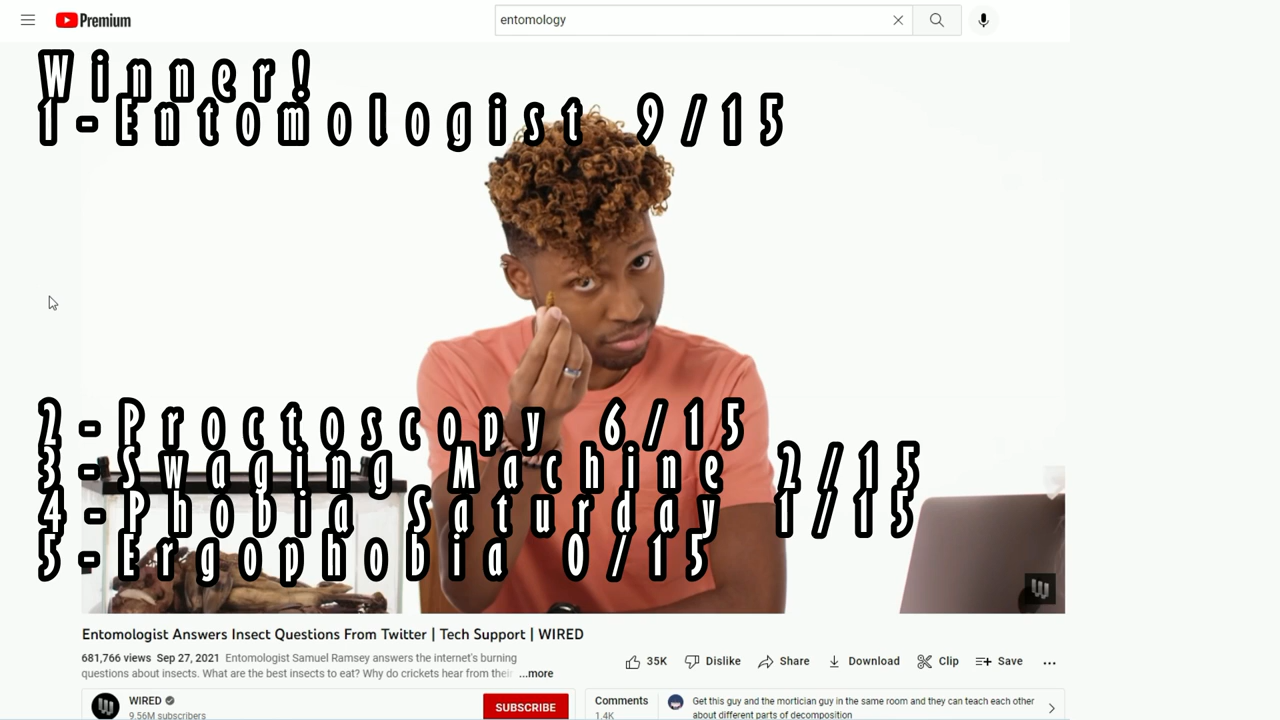 Premium
entomology
Winner!
1-Entomologist 9/15
2-Proctoscopy 6/15
3-Swaging Machine 2/15
4-Phobia Saturday 1/15
5-Ergophobia 0/15
Entomologist Answers Insect Questions From Twitter | Tech Support | WIRED
681,766 views Sep 27, 2021 Entomologist Samuel Ramsey answers the internet's burning
questions about insects. What are the best insects to eat? Why do crickets hear from their ...more
35K Dislike Share Download Clip Save
WIRED
9.56M subscribers
SUBSCRIBE
Comments
1.4K
Get this guy and the mortician guy in the same room and they can teach each other
about different parts of decomposition